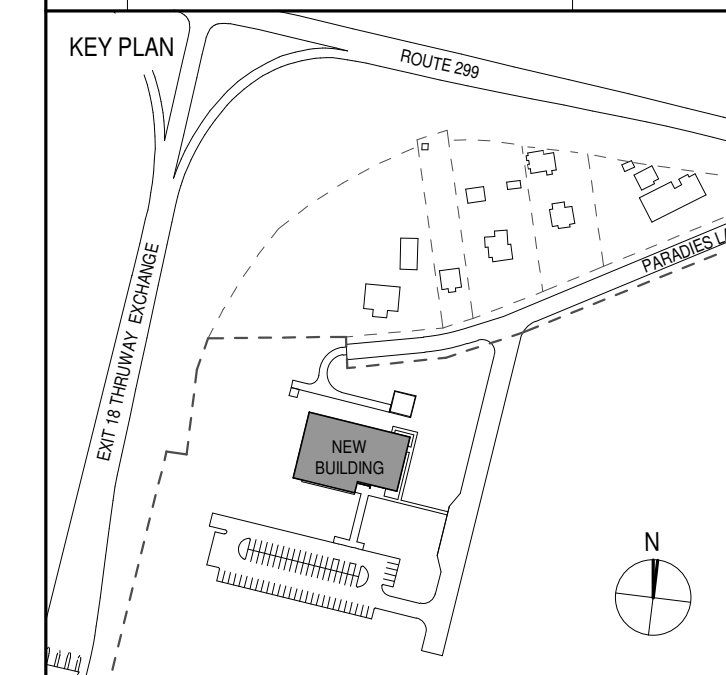 KEY PLAN
ROUTE 299
EXIT 18 THRUWAY EXCHANGE
PARADIES
NEW
BUILDING
N